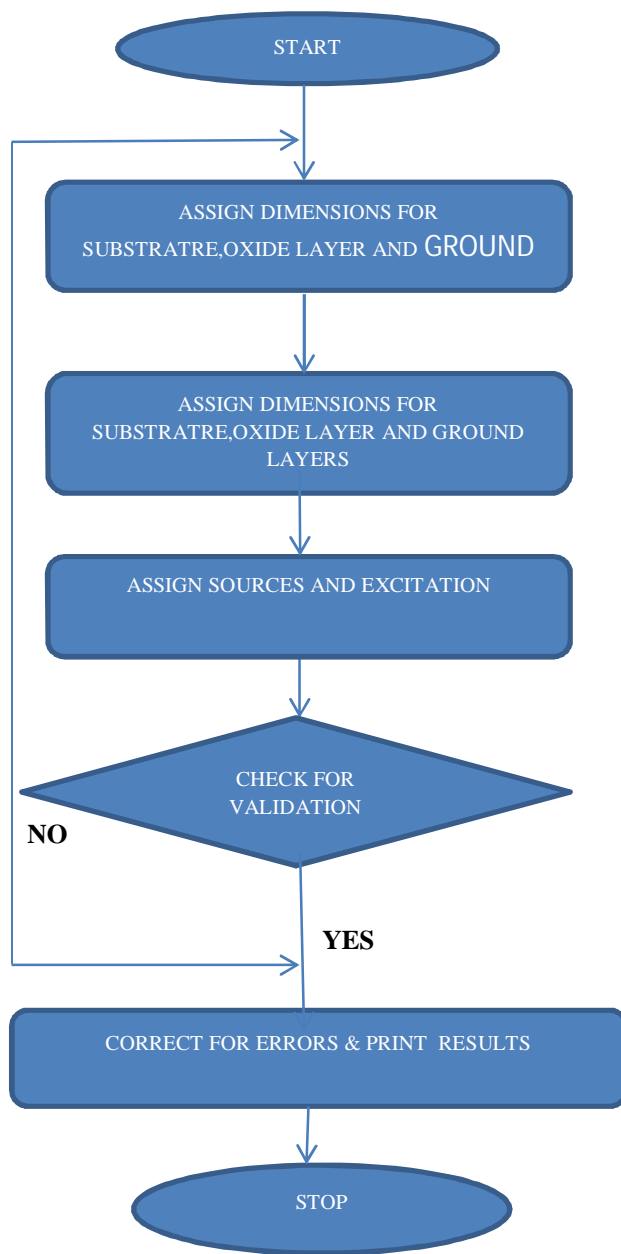 START
ASSIGN DIMENSIONS FOR
SUBSTRATRE,OXIDE LAYER AND GROUND
ASSIGN DIMENSIONS FOR
SUBSTRATRE,OXIDE LAYER AND GROUND
LAYERS
ASSIGN SOURCES AND EXCITATION
CHECK FOR
VALIDATION
NO
YES
CORRECT FOR ERRORS & PRINT RESULTS
STOP